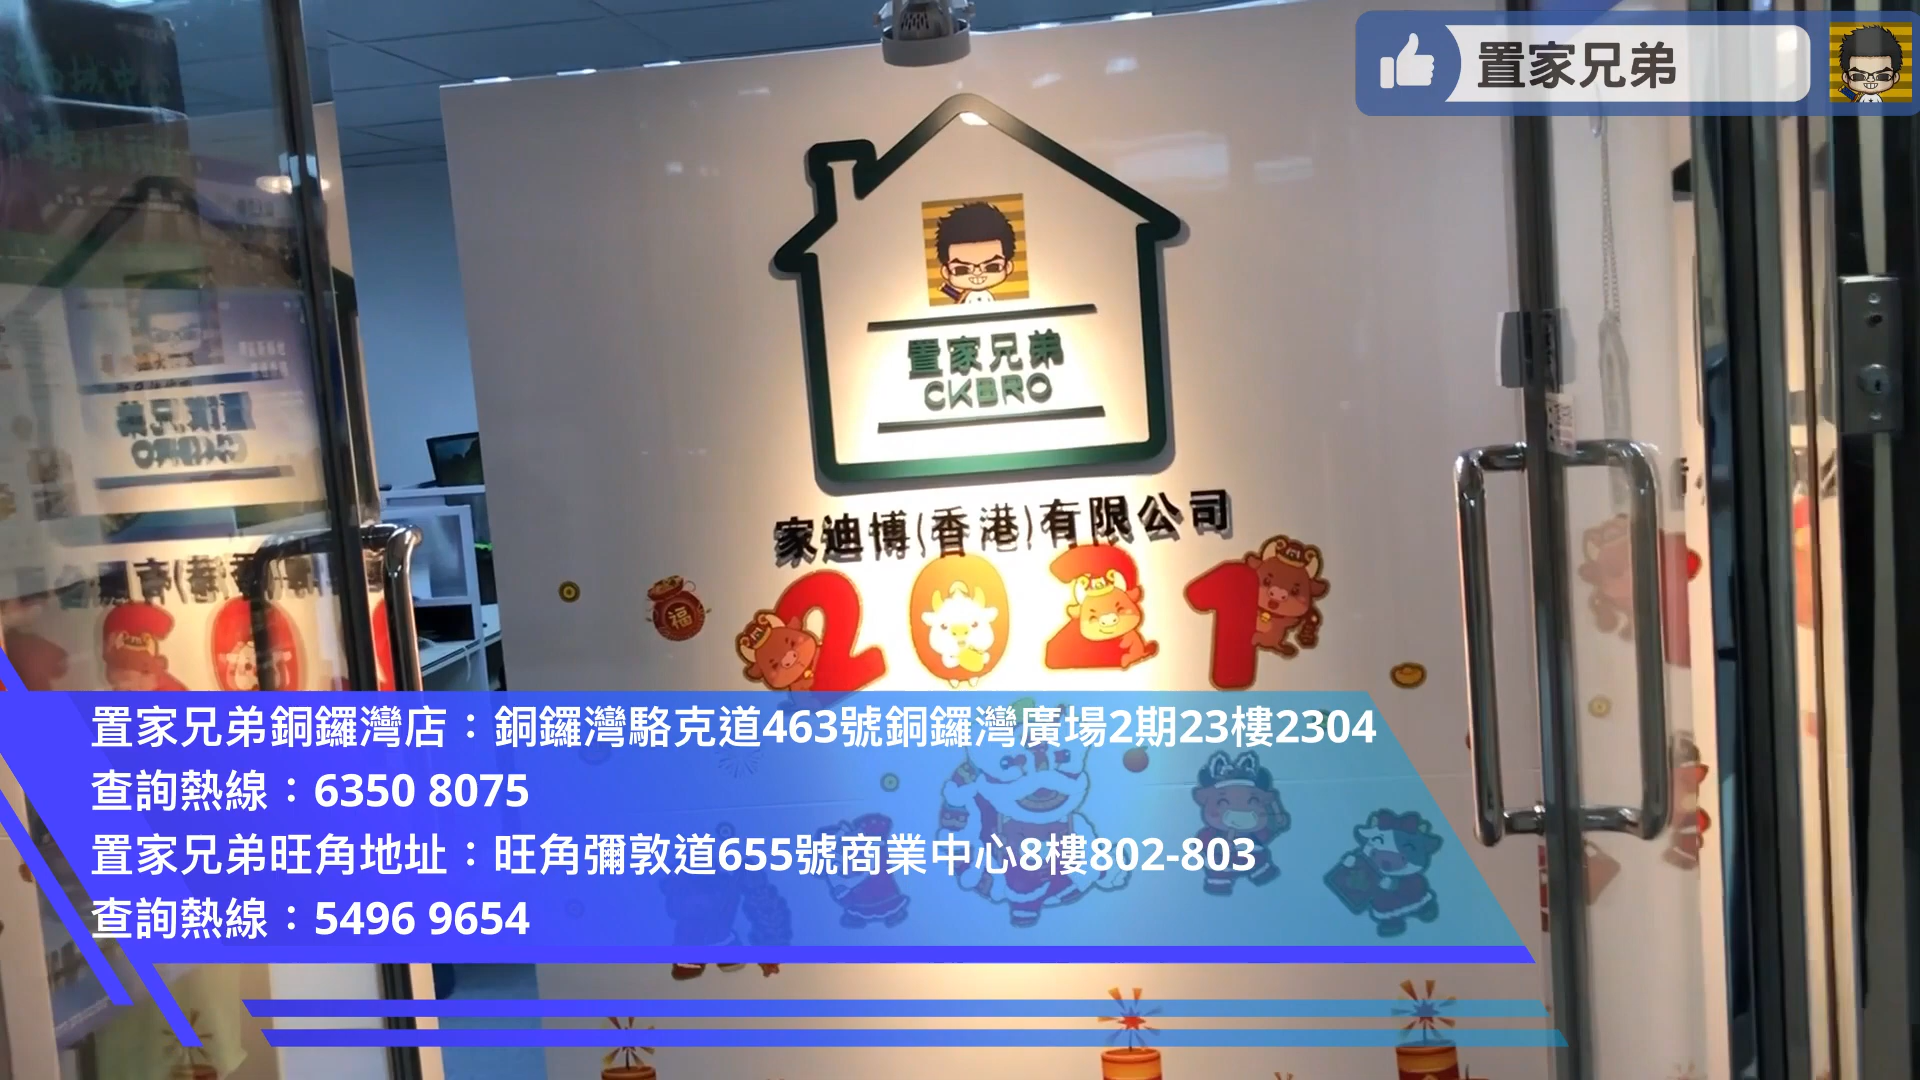 置家兄弟
置家兄弟
CKBRO
家迪博(香港)有限公司
福
2021
置家兄弟銅鑼灣店：銅鑼灣駱克道463號銅鑼灣廣場2期23樓2304
查詢熱線：6350 8075
置家兄弟旺角地址：旺角彌敦道655號商業中心8樓802-803
查詢熱線：5496 9654